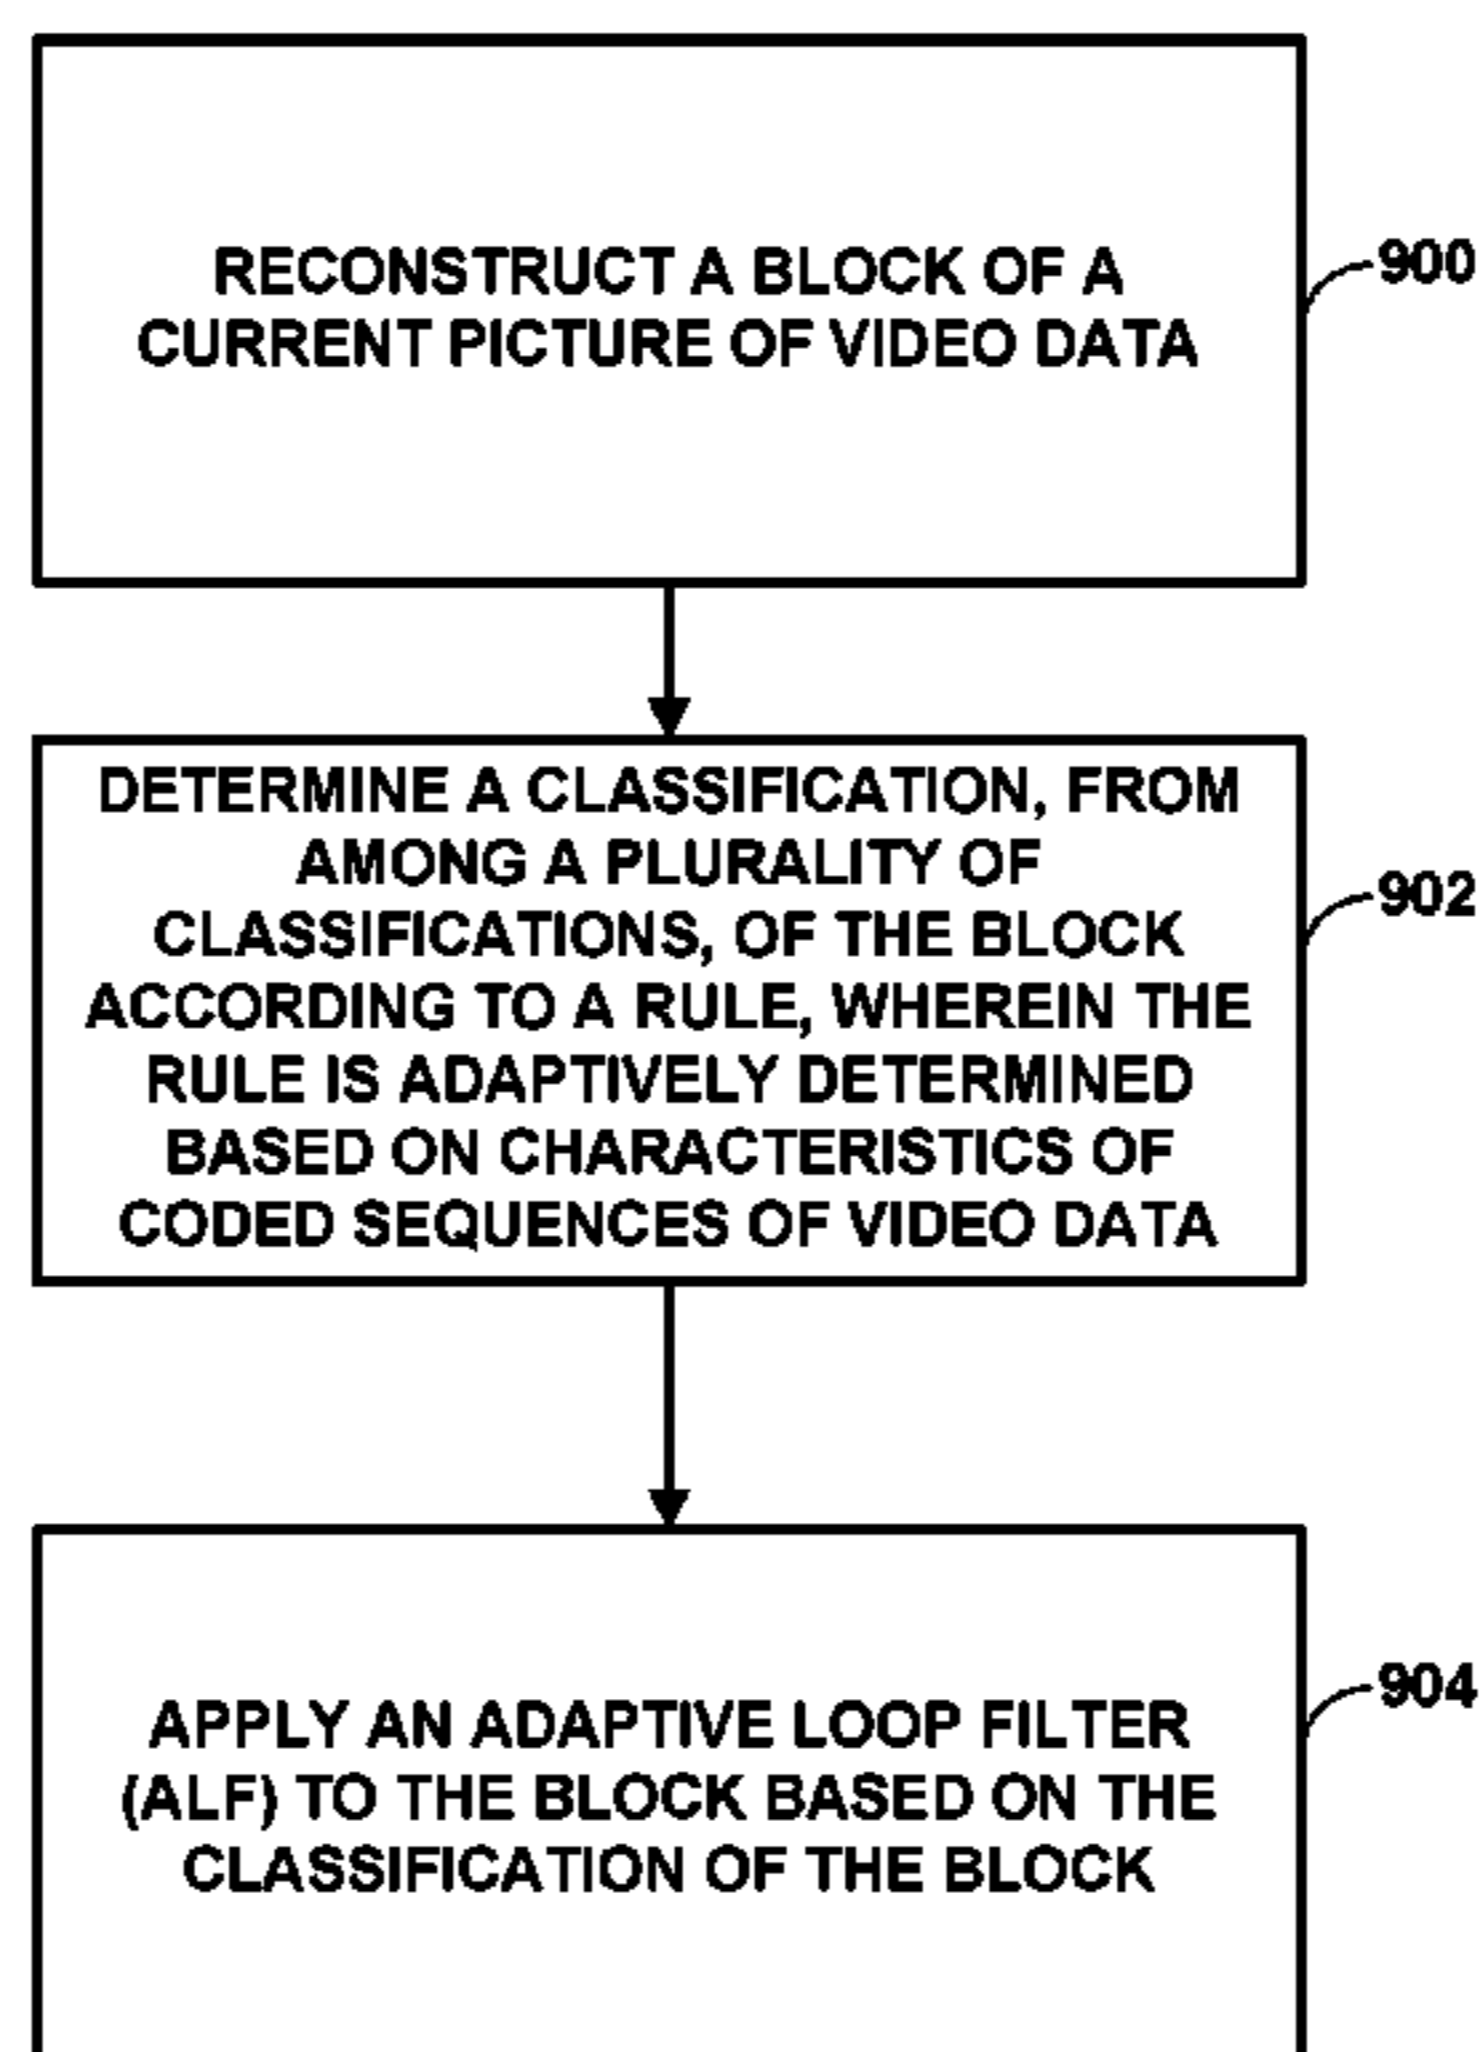 RECONSTRUCT A BLOCK OF A
CURRENT PICTURE OF VIDEO DATA
900
DETERMINE A CLASSIFICATION, FROM
AMONG A PLURALITY OF
CLASSIFICATIONS, OF THE BLOCK
ACCORDING TO A RULE, WHEREIN THE
RULE IS ADAPTIVELY DETERMINED
BASED ON CHARACTERISTICS OF
CODED SEQUENCES OF VIDEO DATA
902
APPLY AN ADAPTIVE LOOP FILTER
(ALF) TO THE BLOCK BASED ON THE
CLASSIFICATION OF THE BLOCK
904